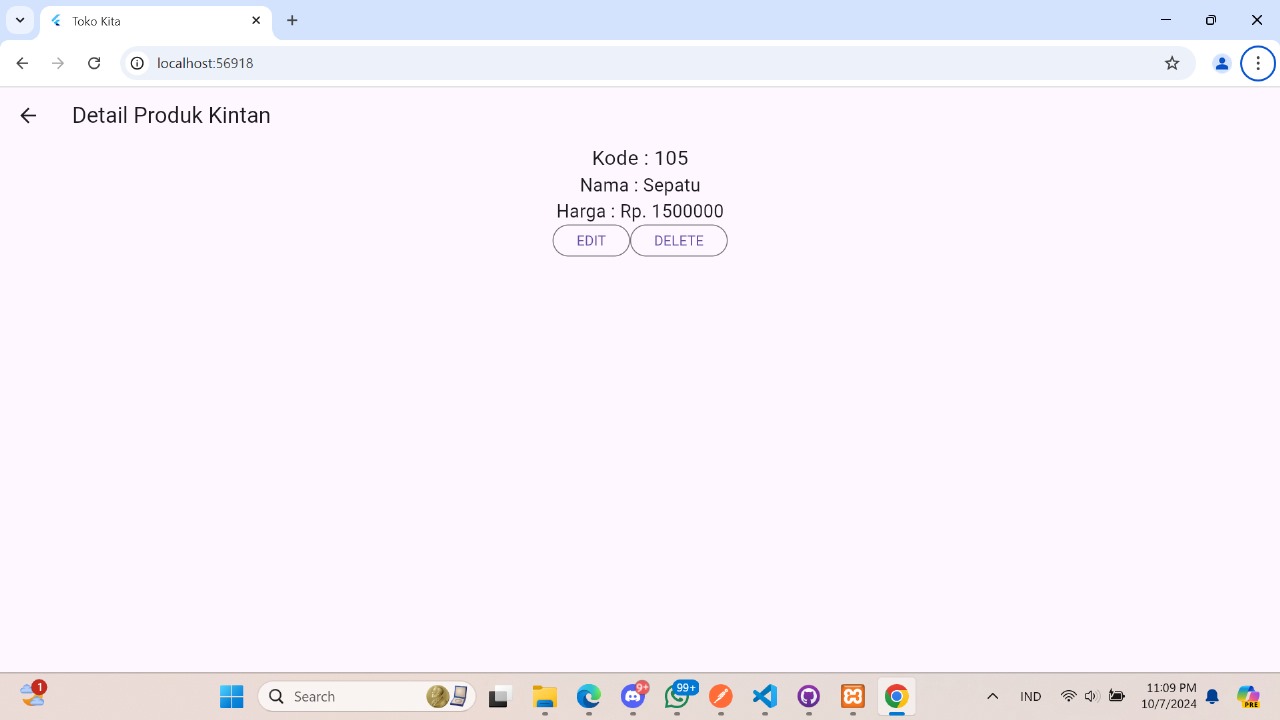 Toko Kita
localhost:56918
Detail Produk Kintan
Kode : 105
Nama : Sepatu
Harga : Rp. 1500000
EDIT DELETE
1
Search
9+
99+
IND
11:09 PM
10/7/2024
PRE